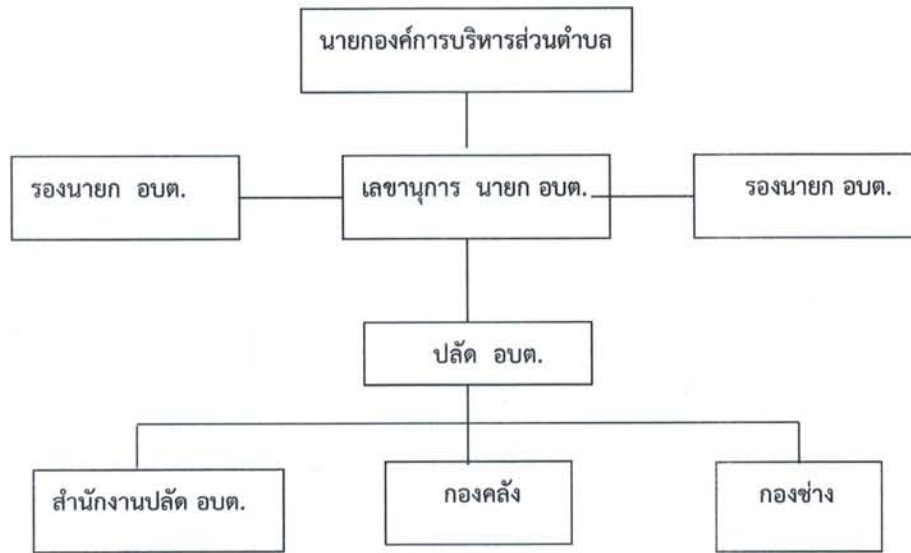 นายกองค์การบริหารส่วนตำบล
รองนายก อบต.
เลขานุการ นายก อบต.
รองนายก อบต.
ปลัด อบต.
สำนักงานปลัด อบต.
กองคลัง
กองช่าง